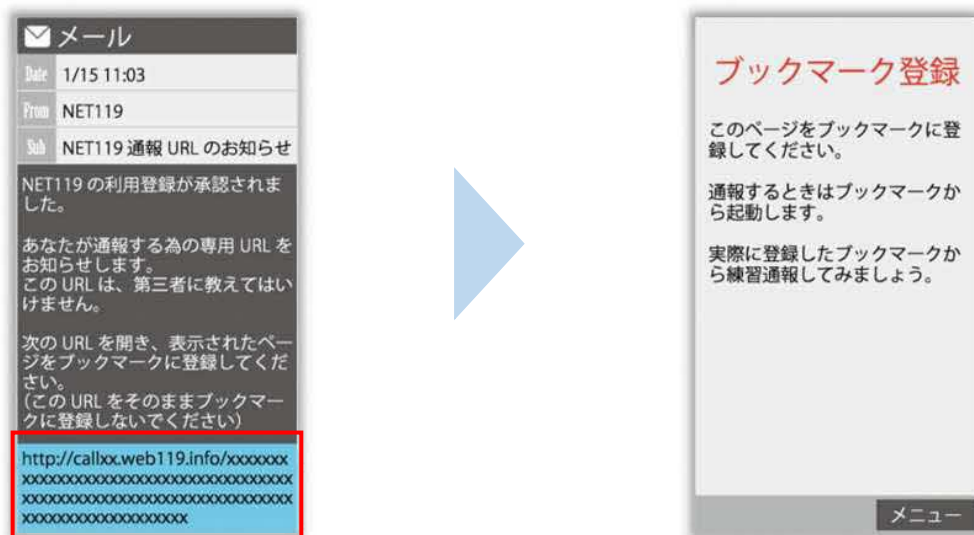 メール
Date 1/15 11:03
From NET119
Sub NET119 通報 URL のお知らせ
NET119 の利用登録が承認されま
した。
あなたが通報する為の専用 URL を
お知らせします。
この URL は、第三者に教えてはい
けません。
次の URL を開き、表示されたペー
ジをブックマークに登録してくだ
さい。
(この URL をそのままブックマー
クに登録しないでください)
http://callxx.web119.info/xxxxxxx
xxxxxxxxxxxxxxxxxxxxxxxxxxxxxxx
xxxxxxxxxxxxxxxxxxxxxxxxxxxxxxx
xxxxxxxxxxxxxxxxxxx
ブックマーク登録
このページをブックマークに登
録してください。
通報するときはブックマークか
ら起動します。
実際に登録したブックマークか
ら練習通報してみましょう。
メニュー